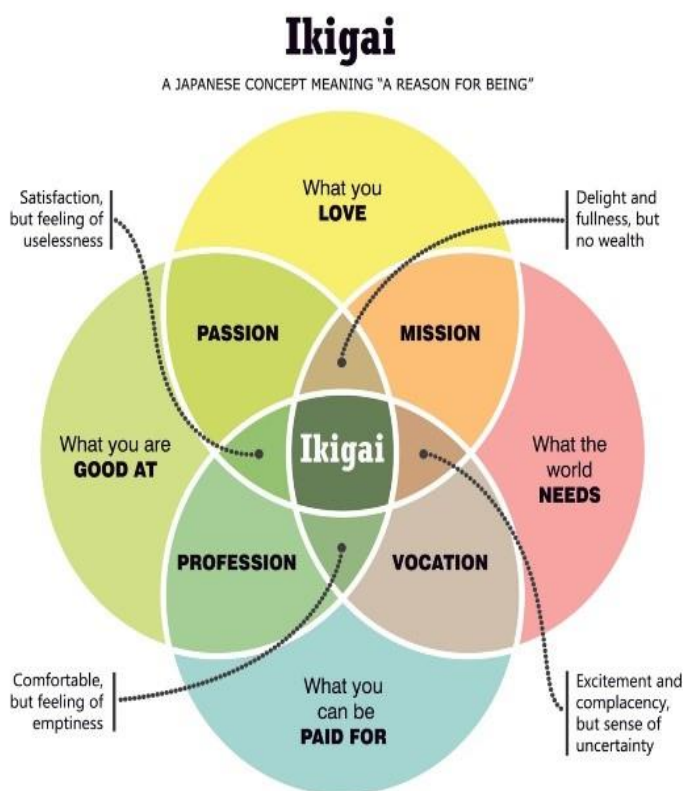 Ikigai
A JAPANESE CONCEPT MEANING "A REASON FOR BEING"
What you
LOVE
Satisfaction,
but feeling of
uselessness
Delight and
fullness, but
no wealth
PASSION
MISSION
What you are
GOOD AT
Ikigai
What the
world
NEEDS
PROFESSION
VOCATION
Comfortable,
but feeling of
emptiness
What you
can be
PAID FOR
Excitement and
complacency,
but sense of
uncertainty